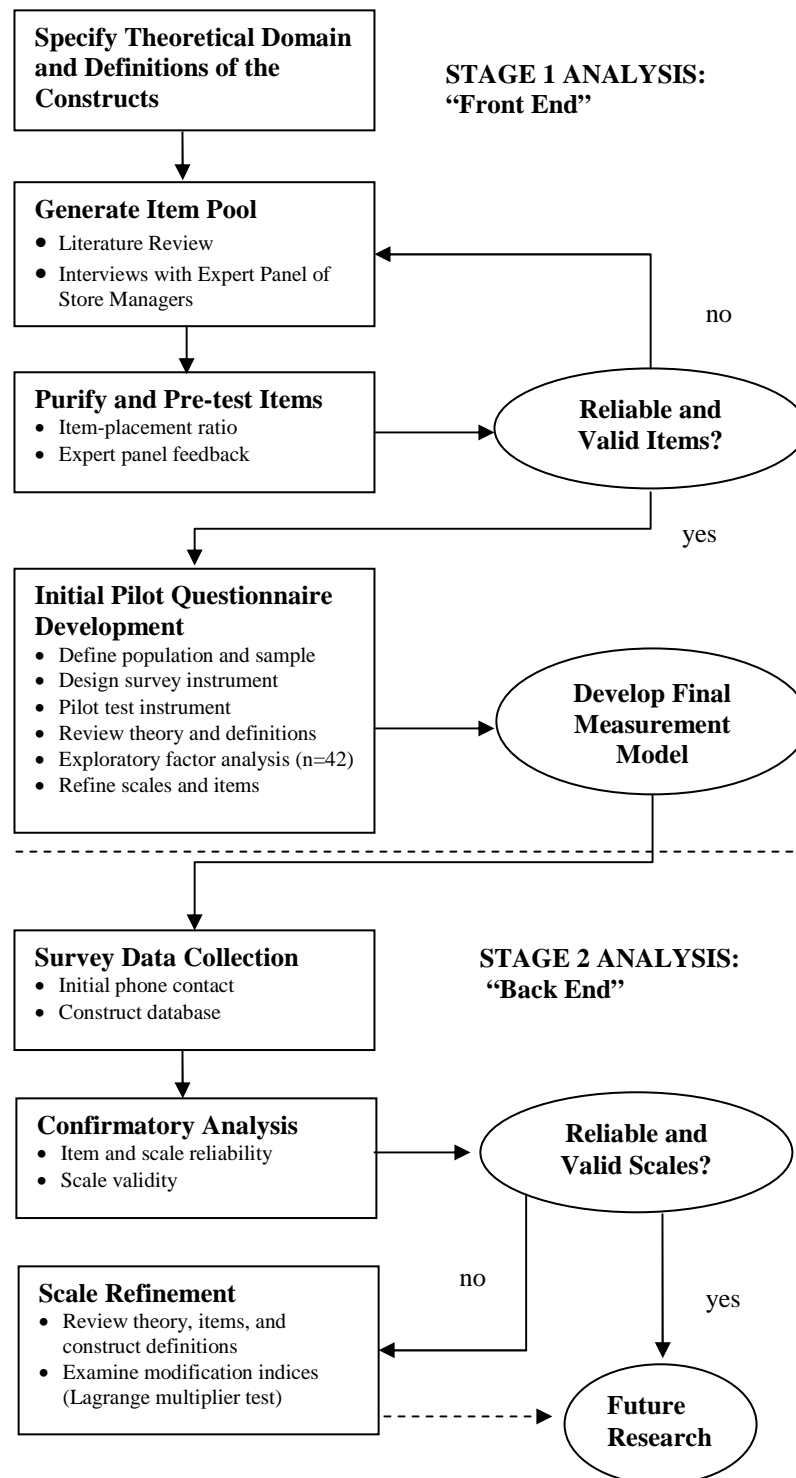 Specify Theoretical Domain
and Definitions of the
Constructs
STAGE 1 ANALYSIS:
“Front End”
Generate Item Pool
• Literature Review
• Interviews with Expert Panel of
Store Managers
no
Purify and Pre-test Items
• Item-placement ratio
• Expert panel feedback
Reliable and
Valid Items?
yes
Initial Pilot Questionnaire
Development
• Define population and sample
• Design survey instrument
• Pilot test instrument
• Review theory and definitions
• Exploratory factor analysis (n=42)
• Refine scales and items
Develop Final
Measurement
Model
Survey Data Collection
• Initial phone contact
• Construct database
STAGE 2 ANALYSIS:
“Back End”
Confirmatory Analysis
• Item and scale reliability
• Scale validity
Reliable and
Valid Scales?
no
yes
Scale Refinement
• Review theory, items, and
construct definitions
• Examine modification indices
(Lagrange multiplier test)
Future
Research